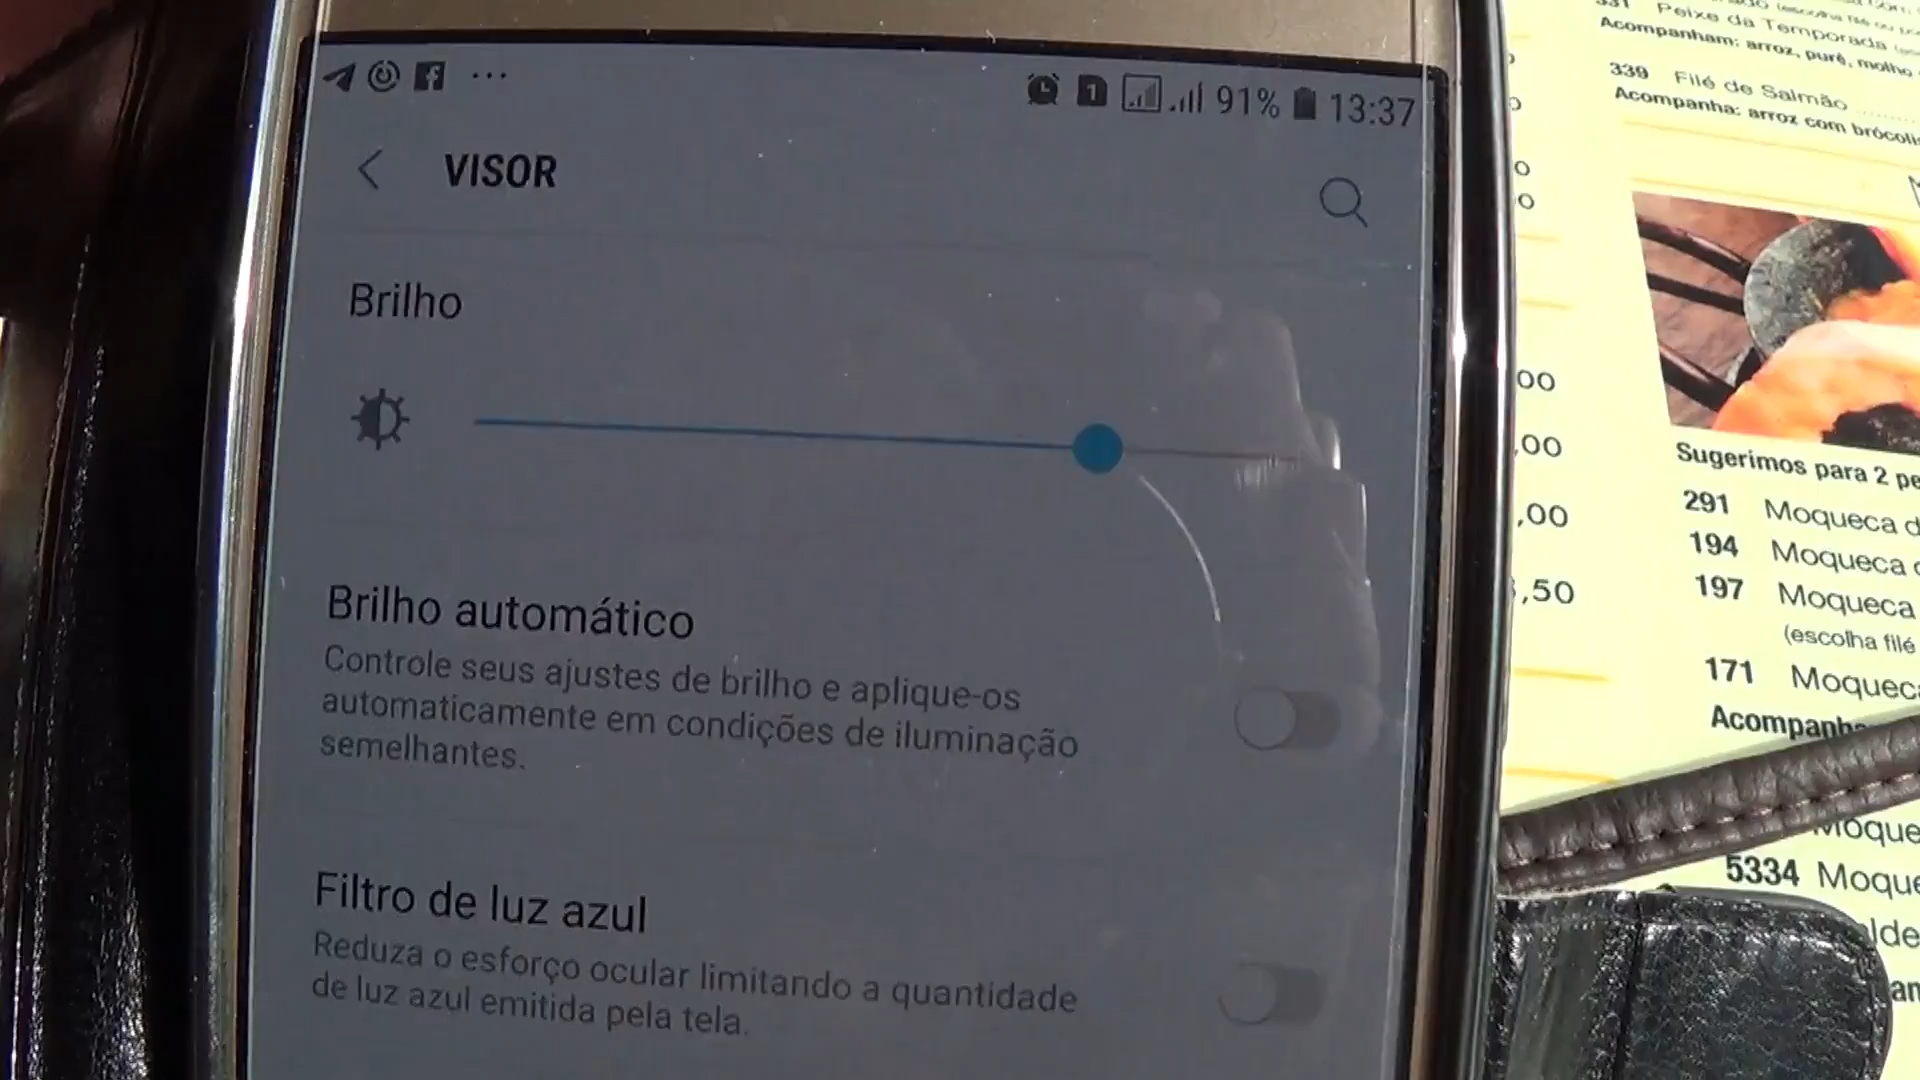 91% 13:37
VISOR
Brilho
Brilho automático
Controle seus ajustes de brilho e aplique-os
automaticamente em condições de iluminação
semelhantes.
Filtro de luz azul
Reduza o esforço ocular limitando a quantidade
de luz azul emitida pela tela.
Peixe da Temporada
Acompanham: arroz, purê, molho
339 Filé de Salmão
Acompanha: arroz com brócolis
,00
,00
,50
Sugerimos para 2
291 Moqueca
194 Moqueca
197 Moqueca
(escolha filé
171
Moqueca
5334